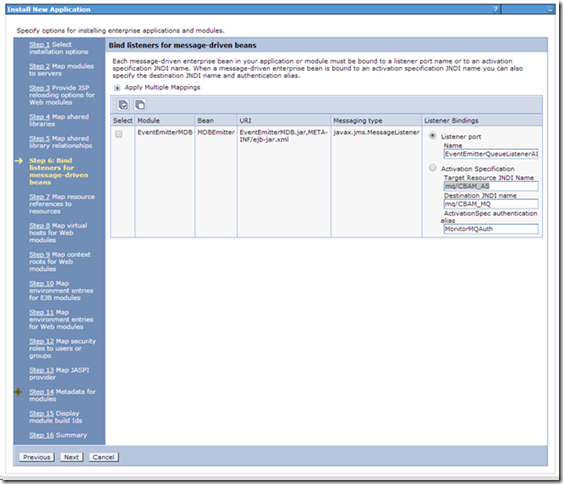 Install New Application
?
Specify options for installing enterprise applications and modules.
Step 1 Select
installation options
Step 2 Map modules
to servers
Step 3 Provide JSP
reloading options for
Web modules
Step 4 Map shared
libraries
Step 5 Map shared
library relationships
Step 6: Bind
listeners for
message-driven
beans
Step 7 Map resource
references to
resources
Step 8 Map virtual
hosts for Web
modules
Step 9 Map context
roots for Web
modules
Step 10 Map
environment entries
for EJB modules
Step 11 Map
environment entries
for Web modules
Step 12 Map security
roles to users or
groups
Step 13 Map JASPI
provider
Step 14 Metadata for
modules
Step 15 Display
module build Ids
Step 16 Summary
Bind listeners for message-driven beans
Each message-driven enterprise bean in your application or module must be bound to a listener port name or to an activation
specification JNDI name. When a message-driven enterprise bean is bound to an activation specification JNDI name you can also
specify the destination JNDI name and authentication alias.
Apply Multiple Mappings
Select Module Bean URI Messaging type Listener Bindings
EventEmitterMDB MDBEmitter EventEmitterMDB.jar,META-
INF/ejb-jar.xml
javax.jms.MessageListener
Listener port
Name
EventEmitterQueueListenerA
Activation Specification
Target Resource JNDI Name
mq/CBAM_AS
Destination JNDI name
mq/CBAM_MQ
ActivationSpec authentication
alias
MonitorMQAuth
Previous Next Cancel